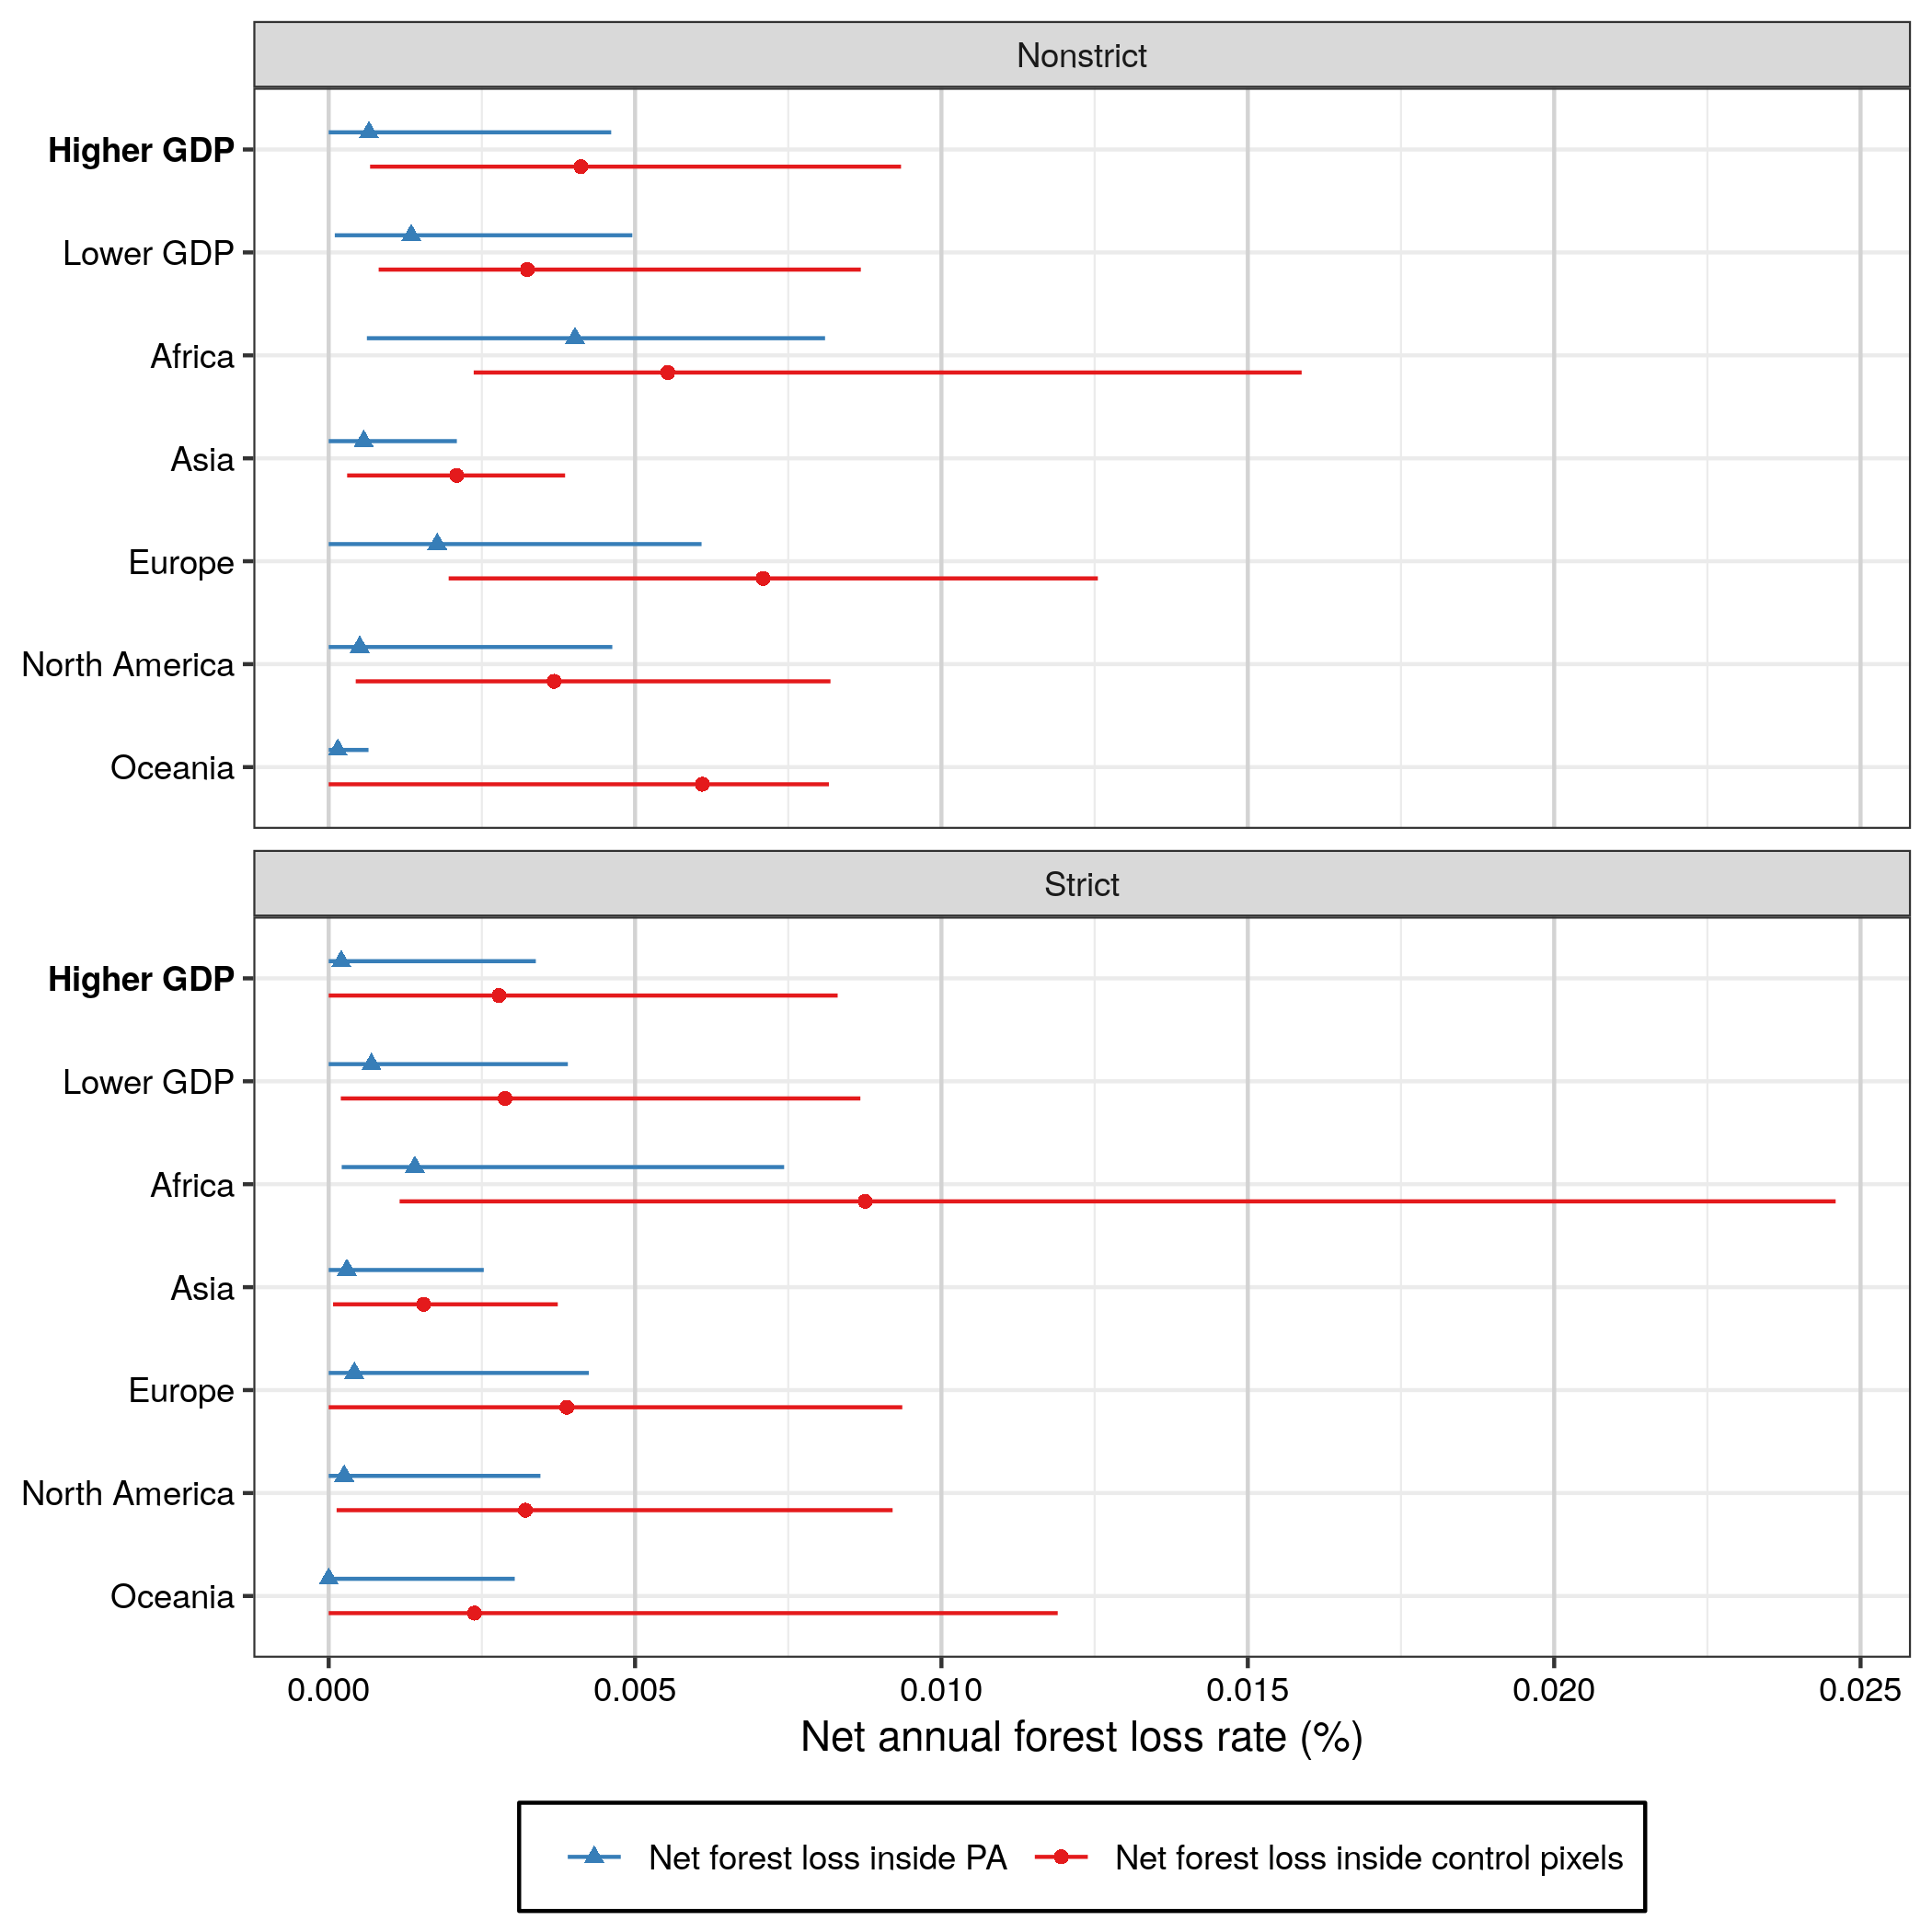 Nonstrict
Higher GDP
Lower GDP
Africa
Asia
Europe
North America
Oceania
Strict
Higher GDP
Lower GDP
Africa
Asia
Europe
North America
Oceania
0.000 0.005 0.010 0.015 0.020 0.025
Net annual forest loss rate (%)
Net forest loss inside PA Net forest loss inside control pixels